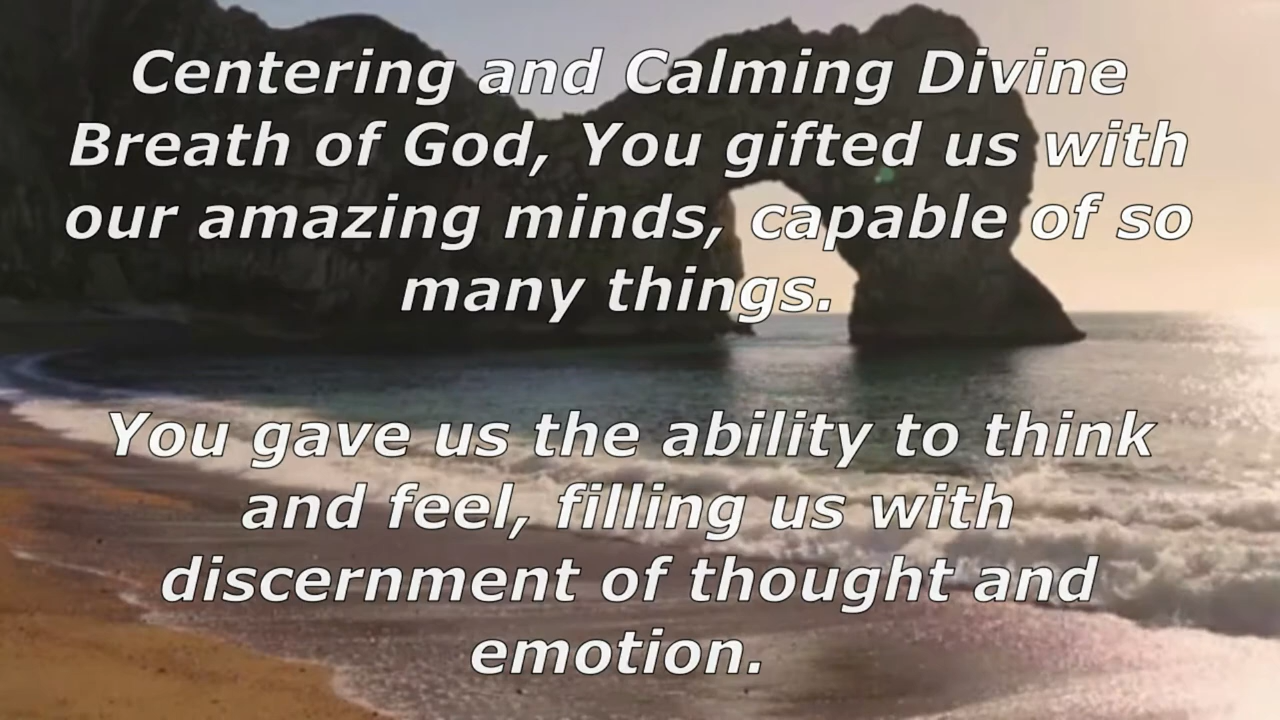 Centering and Calming Divine
Breath of God, You gifted us with
our amazing minds, capable of so
many things.
You gave us the ability to think
and feel, filling us with
discernment of thought and
emotion.